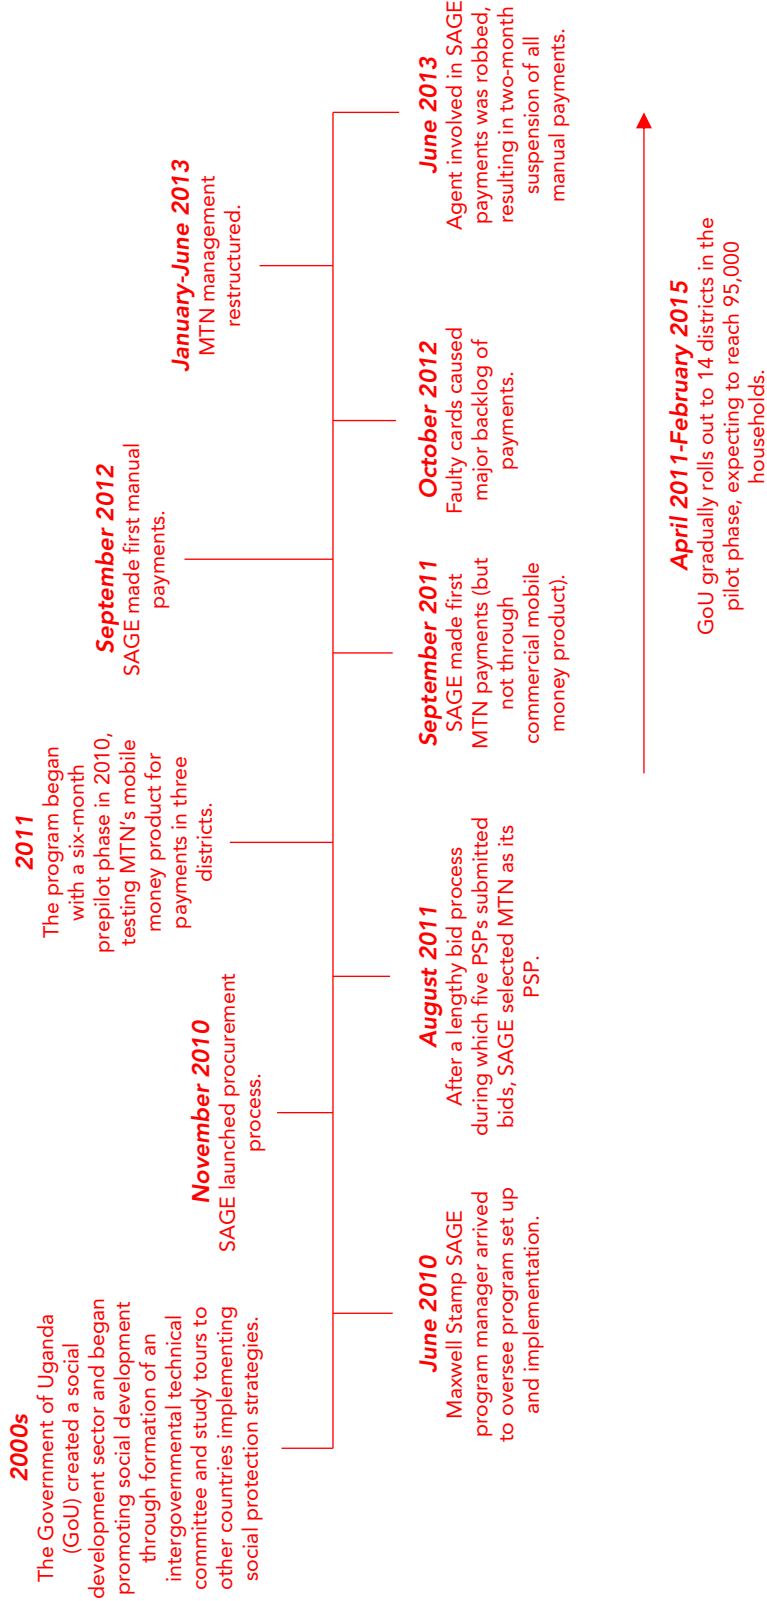 2000s
The Government of Uganda
(GoU) created a social
development sector and began
promoting social development
through formation of an
intergovernmental technical
committee and study tours to
other countries implementing
social protection strategies.
June 2010
Maxwell Stamp SAGE
program manager arrived
to oversee program set up
and implementation.
November 2010
SAGE launched procurement
process.
August 2011
After a lengthy bid process
during which five PSPs submitted
bids, SAGE selected MTN as its
PSP.
2011
The program began
with a six-month
prepilot phase in 2010,
testing MTN's mobile
money product for
payments in three
districts.
September 2011
SAGE made first
MTN payments (but
not through
commercial mobile
money product).
September 2012
SAGE made first manual
payments.
October 2012
Faulty cards caused
major backlog of
payments.
January-June 2013
MTN management
restructured.
June 2013
Agent involved in SAGE
payments was robbed,
resulting in two-month
suspension of all
manual payments.
April 2011-February 2015
GoU gradually rolls out to 14 districts in the
pilot phase, expecting to reach 95,000
households.